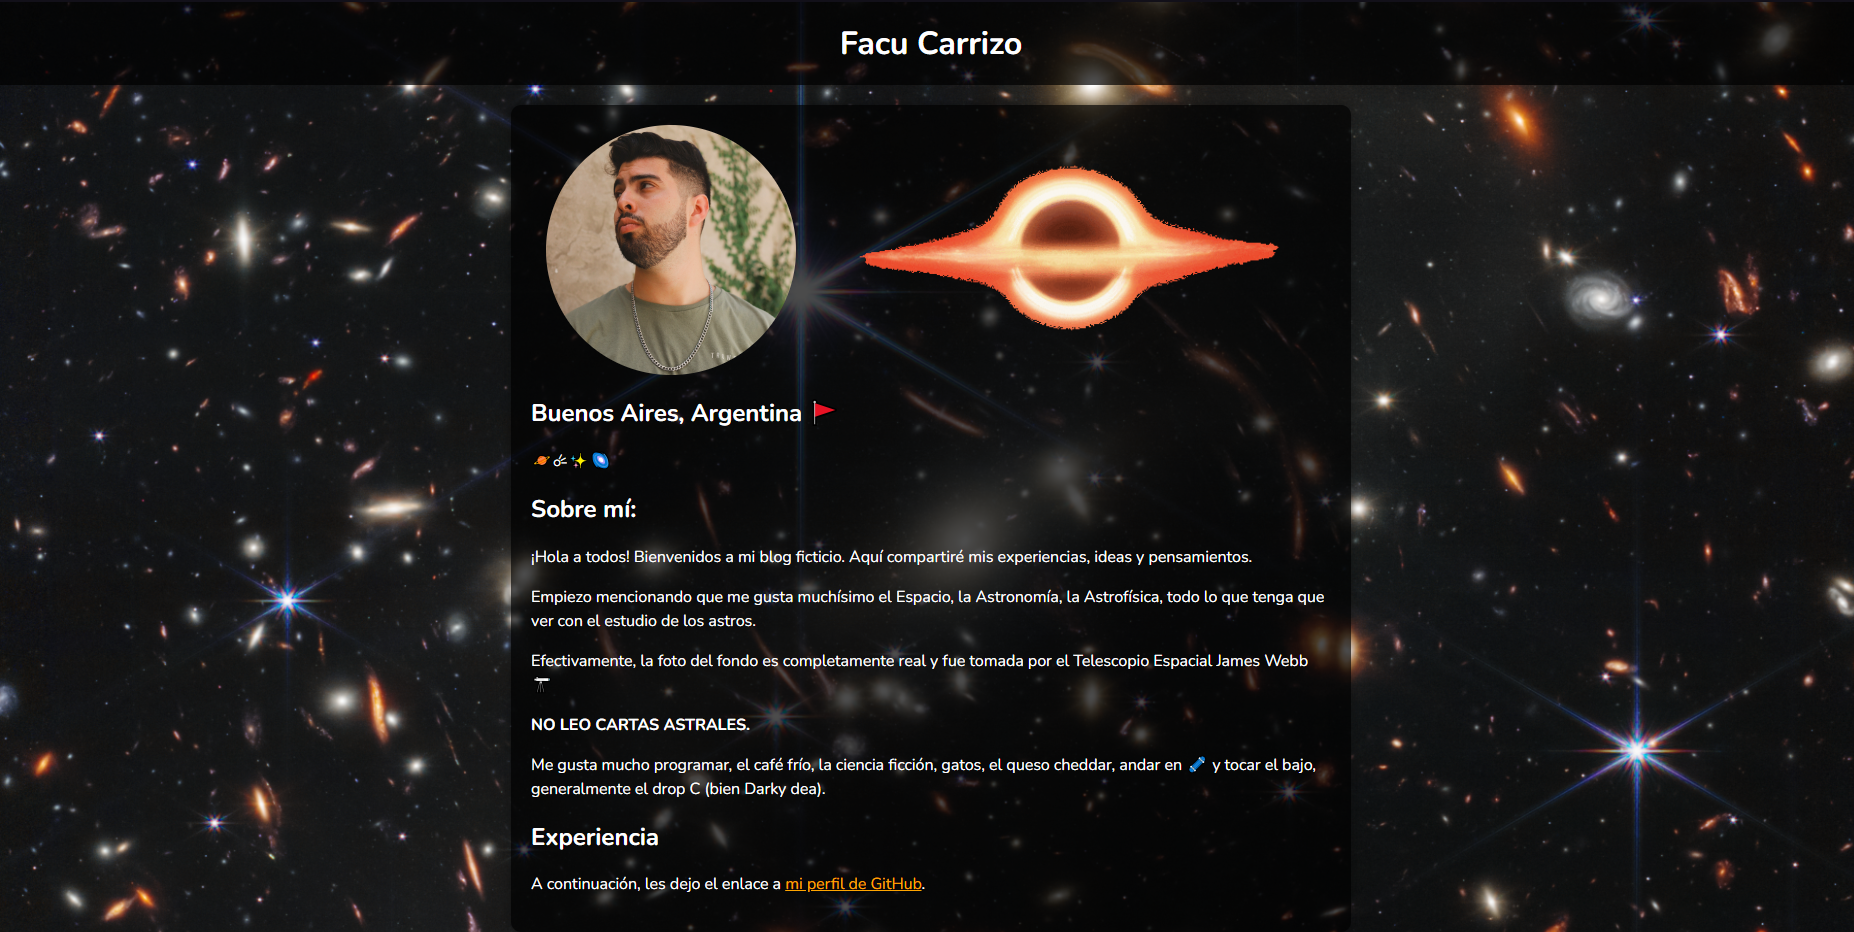 Facu Carrizo
Buenos Aires, Argentina 🚩
🪐☄✨ 🌌
Sobre mí:
¡Hola a todos! Bienvenidos a mi blog ficticio. Aquí compartiré mis experiencias, ideas y pensamientos.
Empiezo mencionando que me gusta muchísimo el Espacio, la Astronomía, la Astrofísica, todo lo que tenga que
ver con el estudio de los astros.
Efectivamente, la foto del fondo es completamente real y fue tomada por el Telescopio Espacial James Webb
🔭
NO LEO CARTAS ASTRALES.
Me gusta mucho programar, el café frío, la ciencia ficción, gatos, el queso cheddar, andar en 🛹 y tocar el bajo,
generalmente el drop C (bien Darky dea).
Experiencia
A continuación, les dejo el enlace a mi perfil de GitHub.